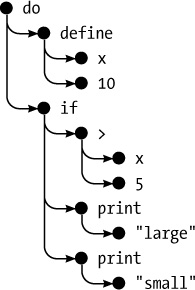 do
define
x
10
if
>
x
5
print
"large"
print
"small"